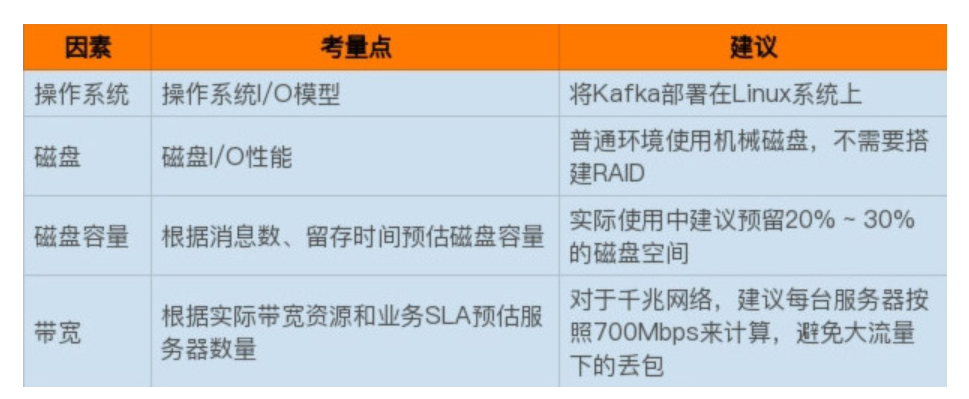 因素 考量点 建议
操作系统 操作系统I/O模型 将Kafka部署在Linux系统上
磁盘 磁盘I/O性能 普通环境使用机械磁盘，不需要搭
建RAID
磁盘容量 根据消息数、留存时间预估磁盘容量 实际使用中建议预留20% ~ 30%
的磁盘空间
带宽 根据实际带宽资源和业务SLA预估服
务器数量 对于千兆网络，建议每台服务器按
照700Mbps来计算，避免大流量
下的丢包